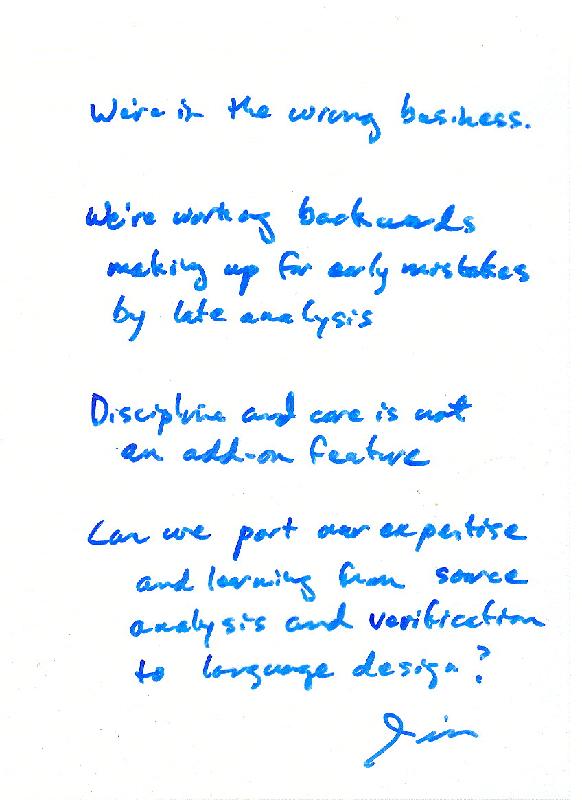 We're in the wrong business.
We're working backwards
making up for early mistakes
by late analysis
Discipline and care is not
an add-on feature
Can we port our expertise
and learning from source
analysis and verification
to language design?
Jim